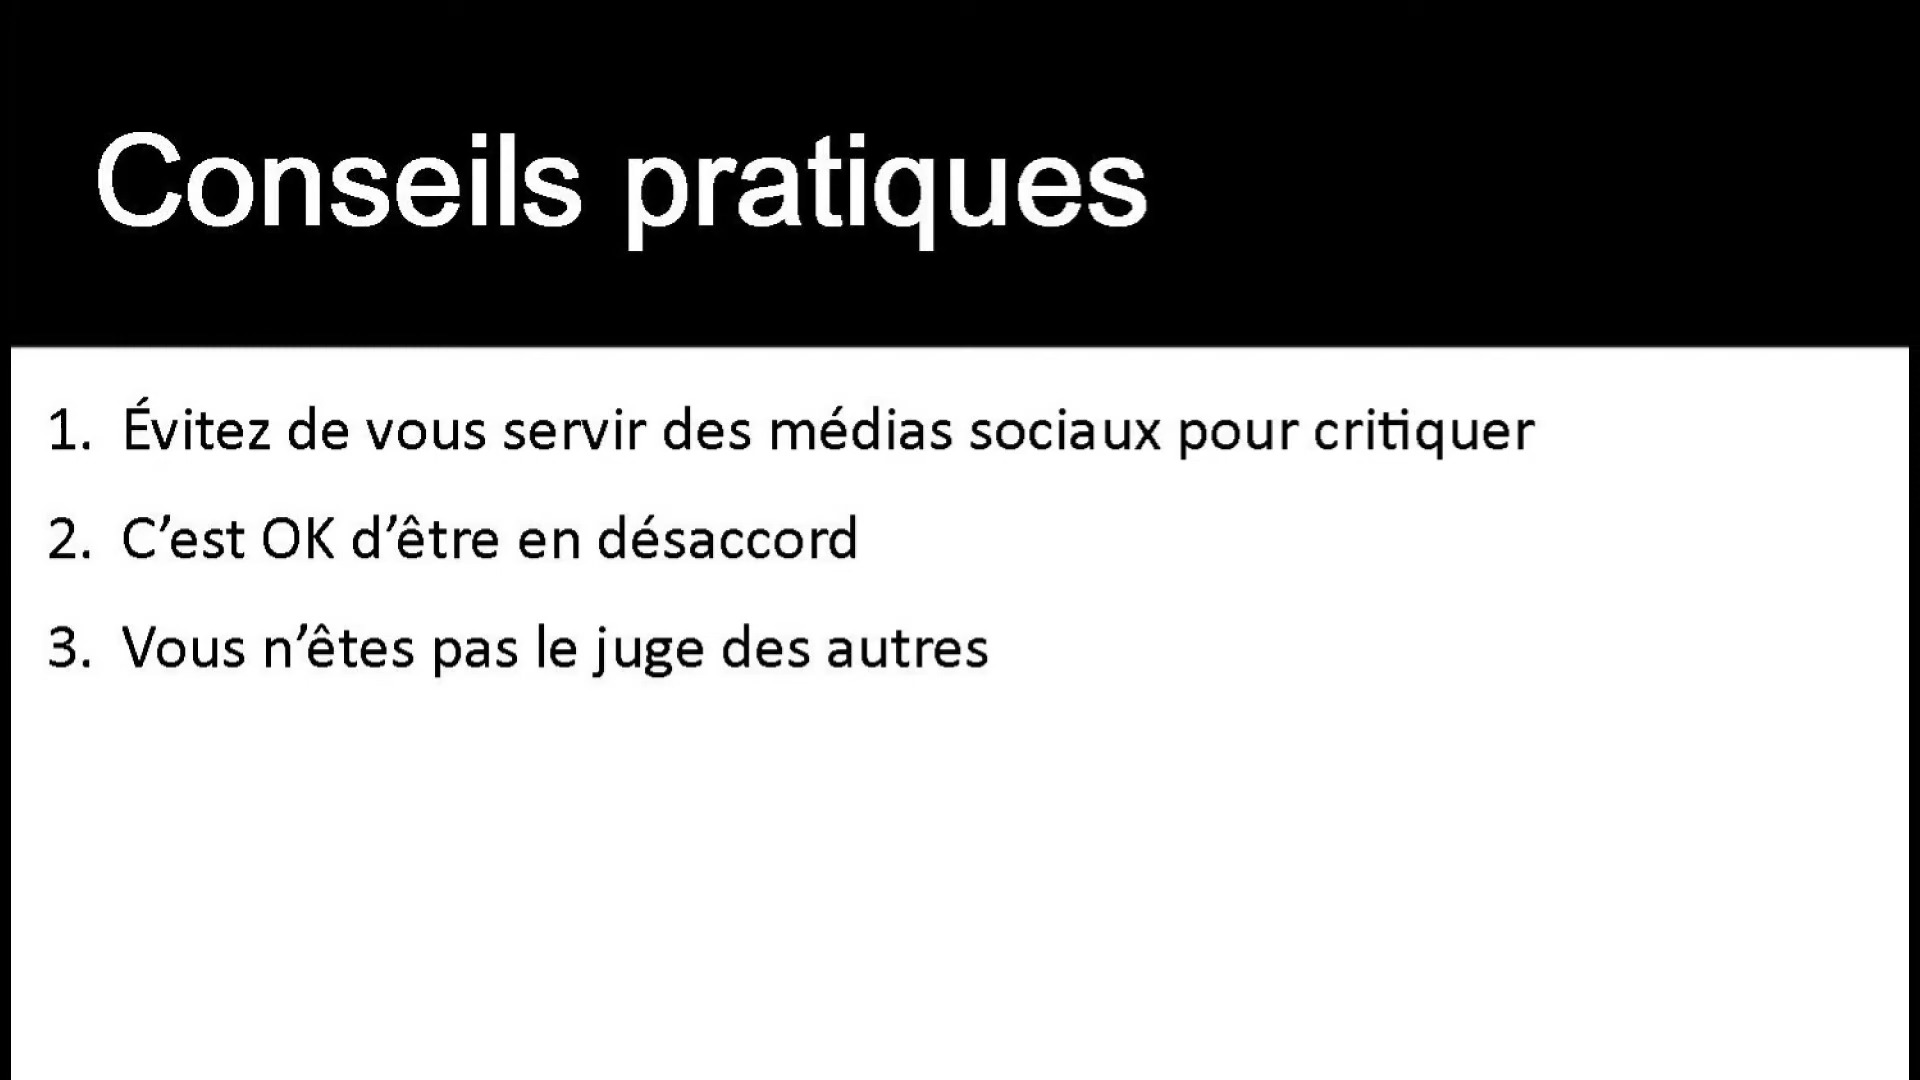 Conseils pratiques
1. Évitez de vous servir des médias sociaux pour critiquer
2. C’est OK d’être en désaccord
3. Vous n’êtes pas le juge des autres